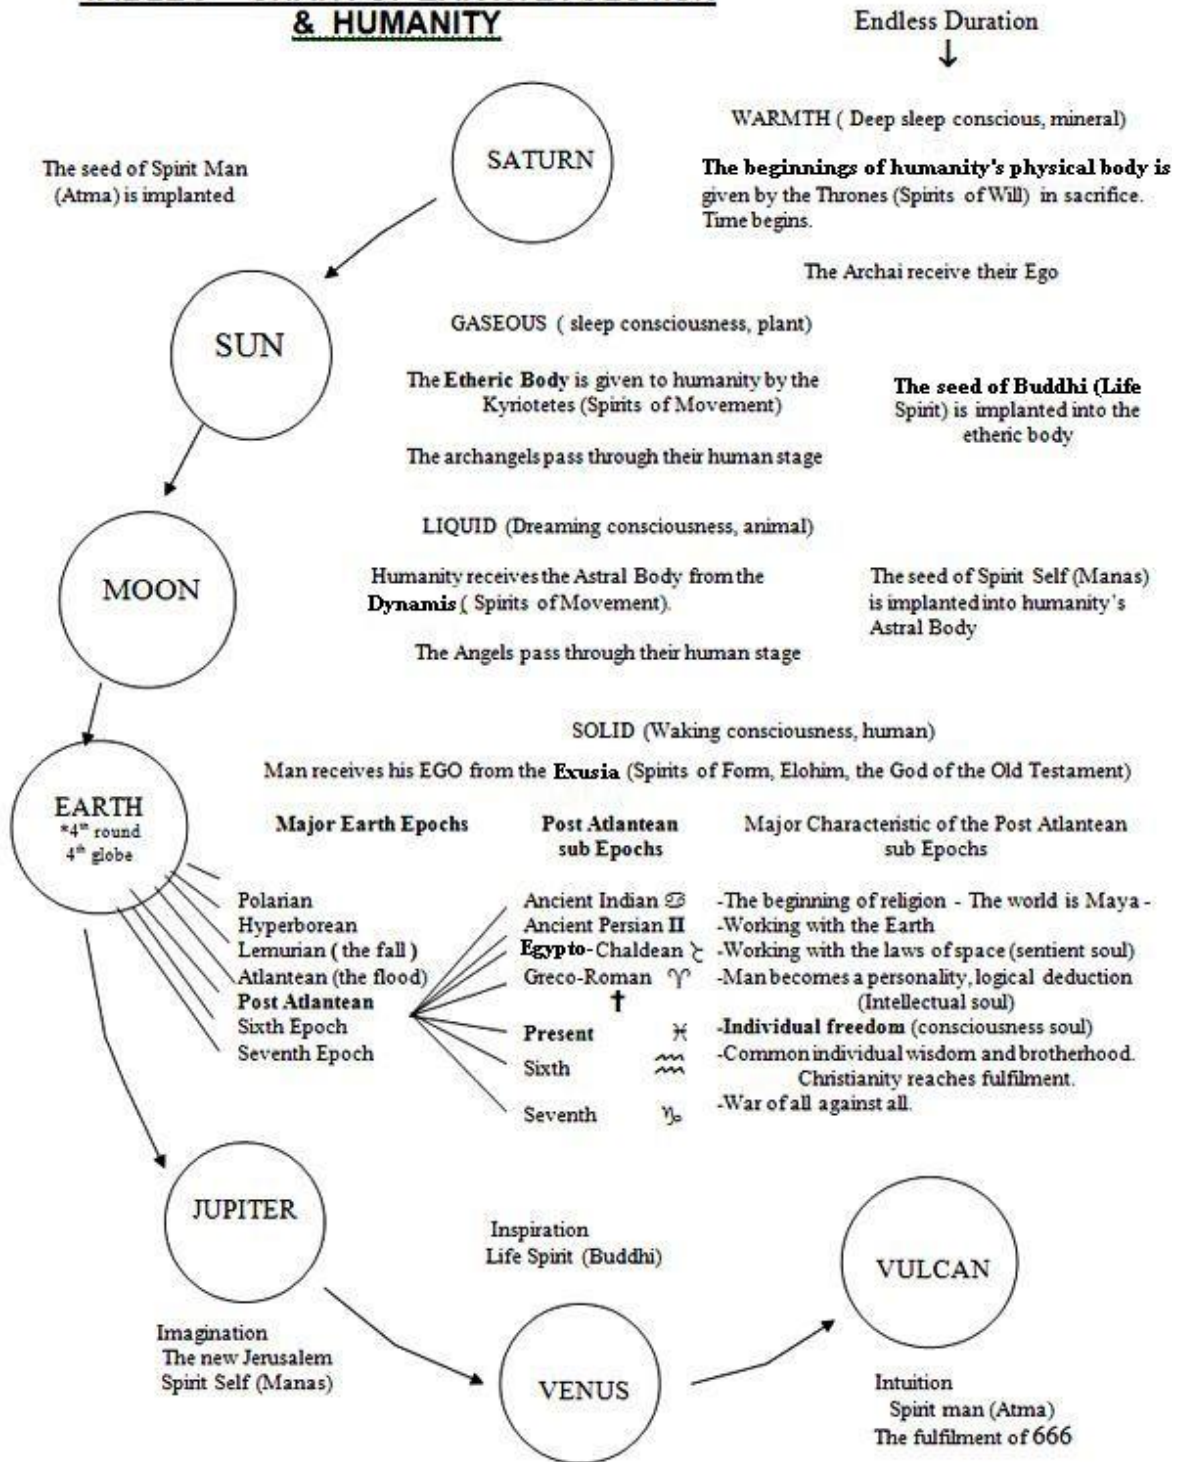 & HUMANITY
Endless Duration
↓
SATURN
WARMTH ( Deep sleep conscious, mineral)
The seed of Spirit Man
(Atma) is implanted
The beginnings of humanity's physical body is
given by the Thrones (Spirits of Will) in sacrifice.
Time begins.
The Archai receive their Ego
SUN
GASEOUS ( sleep consciousness, plant)
The Etheric Body is given to humanity by the
Kyriotetes (Spirits of Movement)
The seed of Buddhi (Life
Spirit) is implanted into the
etheric body
The archangels pass through their human stage
MOON
LIQUID (Dreaming consciousness, animal)
Humanity receives the Astral Body from the
Dynamis ( Spirits of Movement).
The seed of Spirit Self (Manas)
is implanted into humanity's
Astral Body
The Angels pass through their human stage
EARTH
*4th round
4th globe
SOLID (Waking consciousness, human)
Man receives his EGO from the Exusia (Spirits of Form, Elohim, the God of the Old Testament)
Major Earth Epochs
Polarian
Hyperborean
Lemurian ( the fall )
Atlantean (the flood)
Post Atlantean
Sixth Epoch
Seventh Epoch
Post Atlantean
sub Epochs
Ancient Indian ♋
Ancient Persian II
Egypto-Chaldean
Greco-Roman ♈
✝
Present ♓
Sixth ♒
Seventh ♑
Major Characteristic of the Post Atlantean
sub Epochs
-The beginning of religion - The world is Maya -
-Working with the Earth
-Working with the laws of space (sentient soul)
-Man becomes a personality, logical deduction
(Intellectual soul)
-Individual freedom (consciousness soul)
-Common individual wisdom and brotherhood.
Christianity reaches fulfilment.
-War of all against all.
JUPITER
Imagination
The new Jerusalem
Spirit Self (Manas)
Inspiration
Life Spirit (Buddhi)
VENUS
VULCAN
Intuition
Spirit man (Atma)
The fulfilment of 666